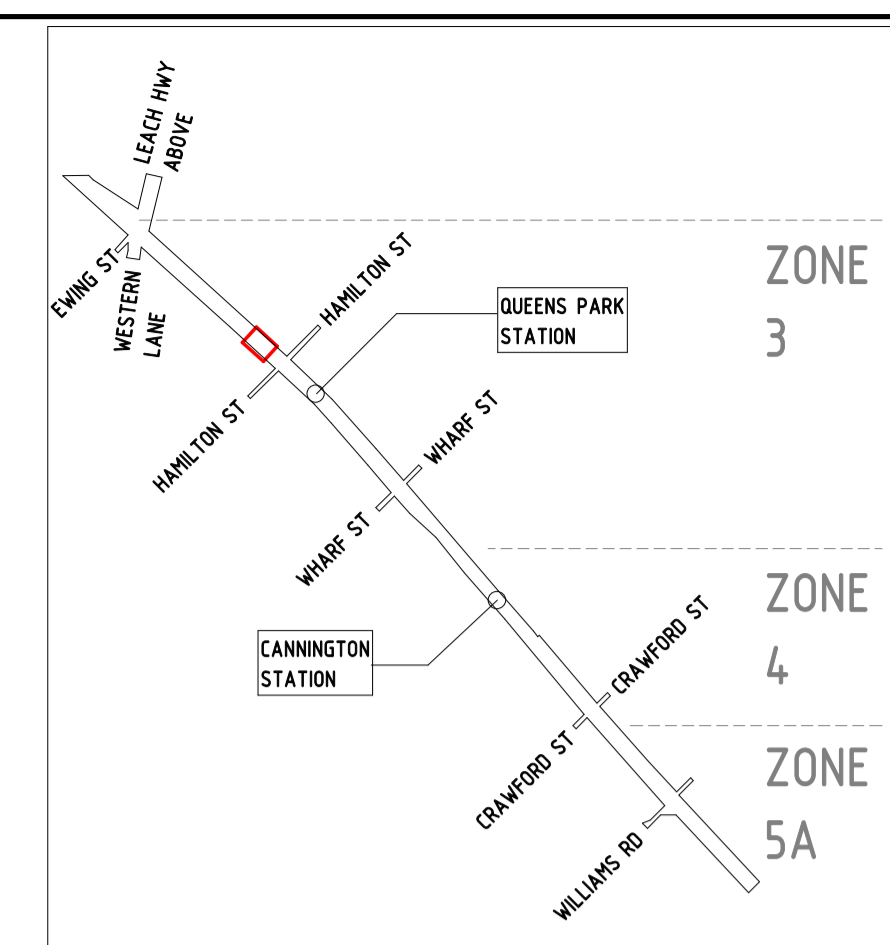 LEACH HWY
ABOVE
EWING ST
WESTERN
LANE
HAMILTON ST
ZONE
3
QUEENS PARK
STATION
HAMILTON ST
WHARF ST
WHARF ST
ZONE
4
CANNINGTON
STATION
CRAWFORD ST
CRAWFORD ST
ZONE
5A
WILLIAMS RD